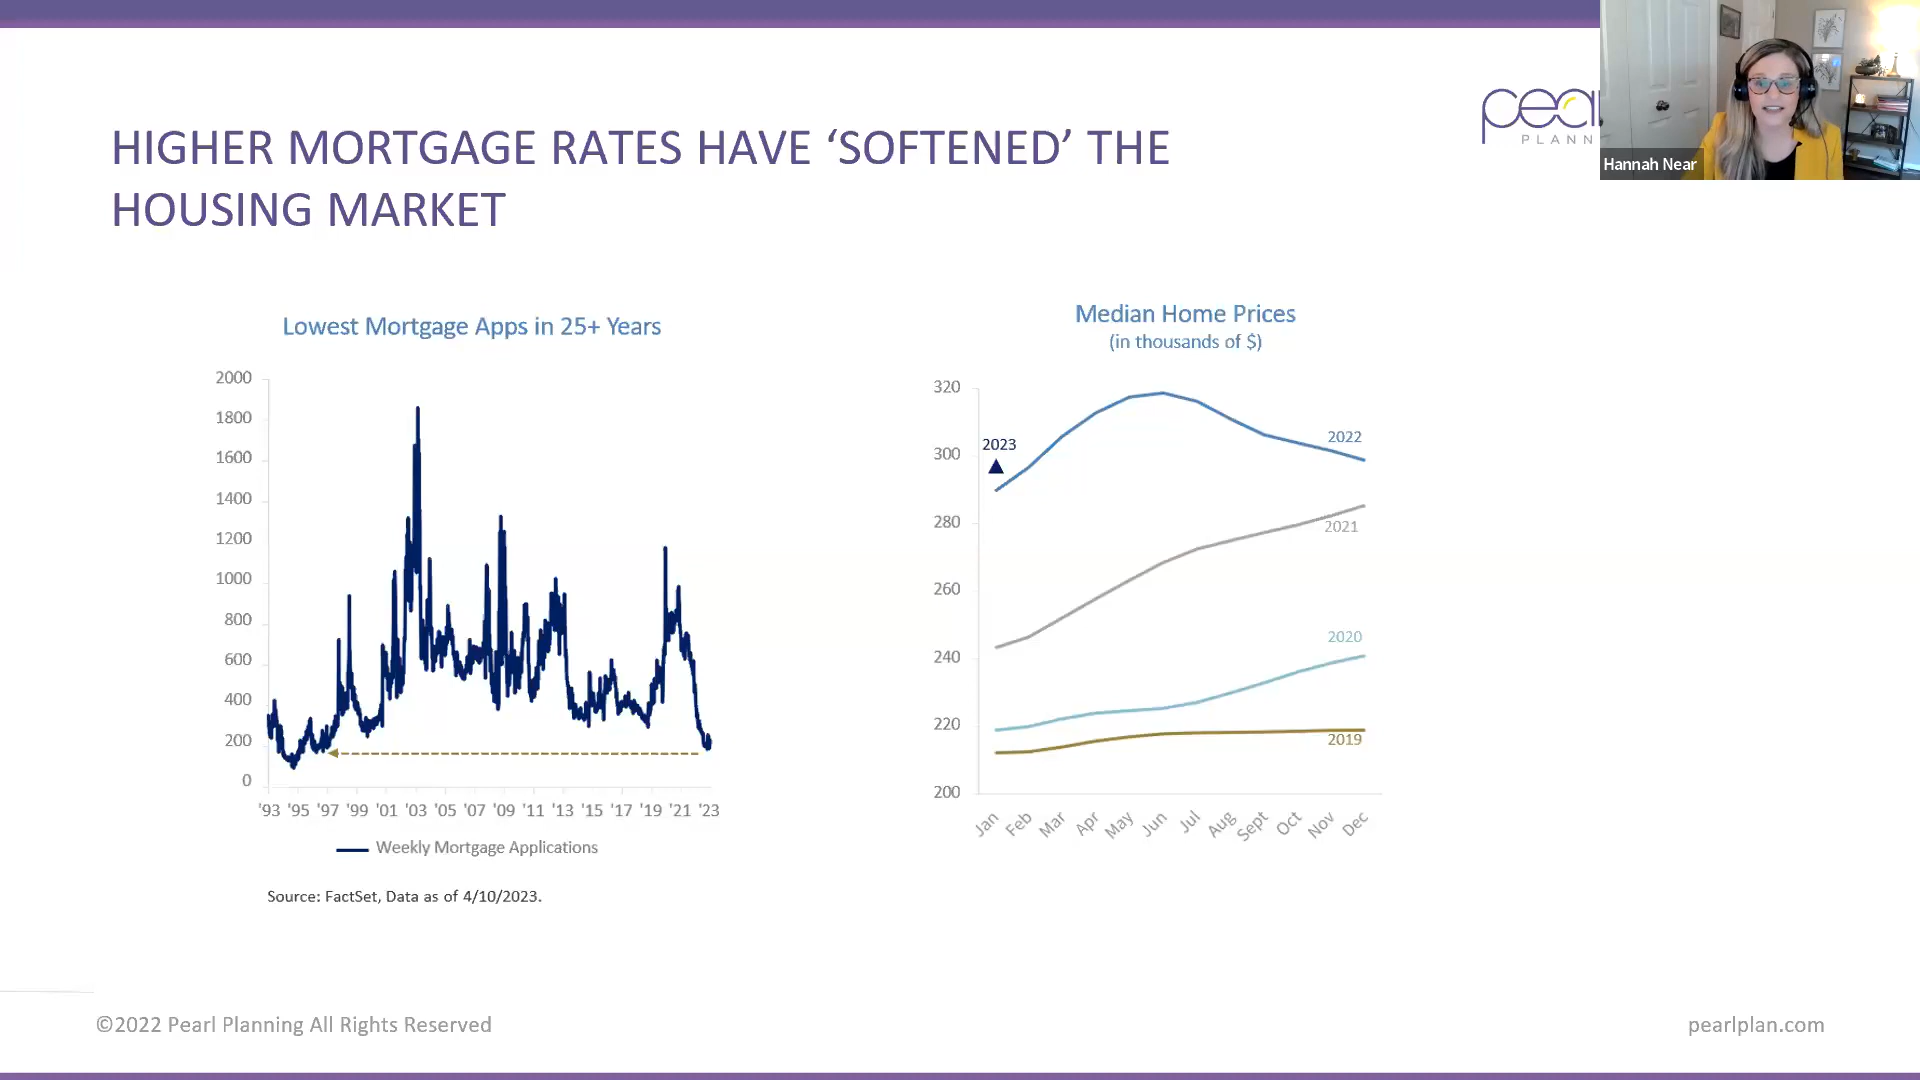 HIGHER MORTGAGE RATES HAVE ‘SOFTENED’ THE
HOUSING MARKET
pear
PLANN
Hannah Near
Lowest Mortgage Apps in 25+ Years
2000
1800
1600
1400
1200
1000
800
600
400
200
0
'93 '95 '97 '99 '01 '03 '05 '07 '09 '11 '13 '15 '17 '19 '21 '23
Weekly Mortgage Applications
Source: FactSet, Data as of 4/10/2023.
Median Home Prices
(in thousands of $)
320
300
280
260
240
220
200
2023
2022
2021
2020
2019
Jan Feb Mar Apr May Jun Jul Aug Sept Oct Nov Dec
©2022 Pearl Planning All Rights Reserved
pearlplan.com